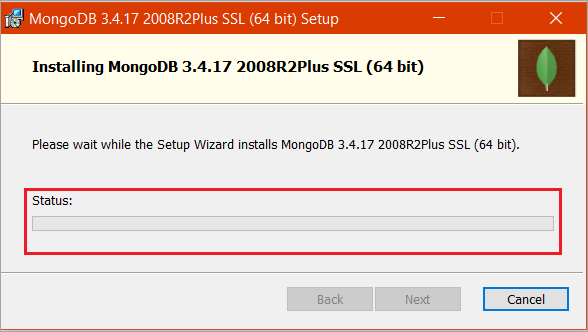 MongoDB 3.4.17 2008R2Plus SSL (64 bit) Setup
Installing MongoDB 3.4.17 2008R2Plus SSL (64 bit)
Please wait while the Setup Wizard installs MongoDB 3.4.17 2008R2Plus SSL (64 bit).
Status:
Back Next Cancel